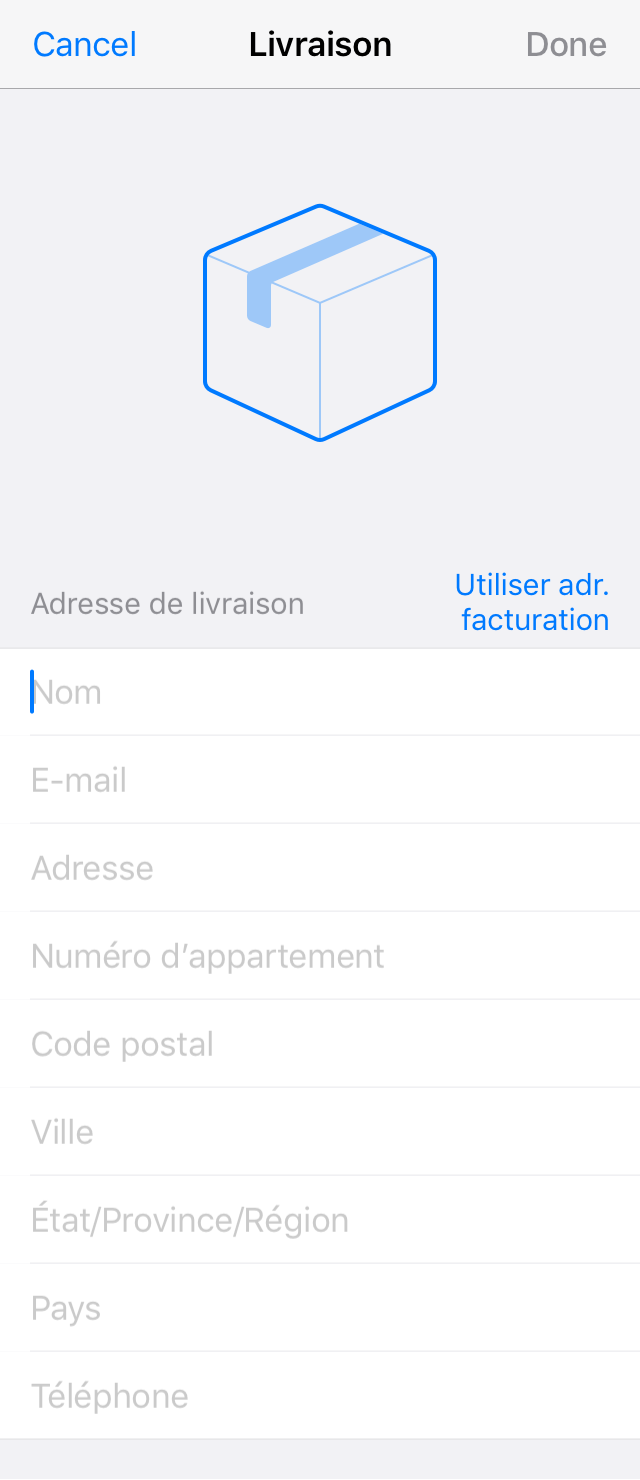 Cancel Livraison Done
Adresse de livraison
Utiliser adr.
facturation
Nom
E-mail
Adresse
Numéro d’appartement
Code postal
Ville
État/Province/Région
Pays
Téléphone